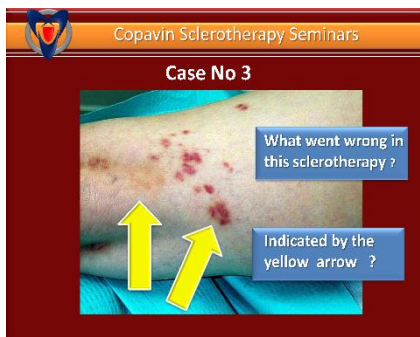 Copavin Sclerotherapy Seminars
Case No 3
What went wrong in
this sclerotherapy ?
Indicated by the
yellow arrow ?